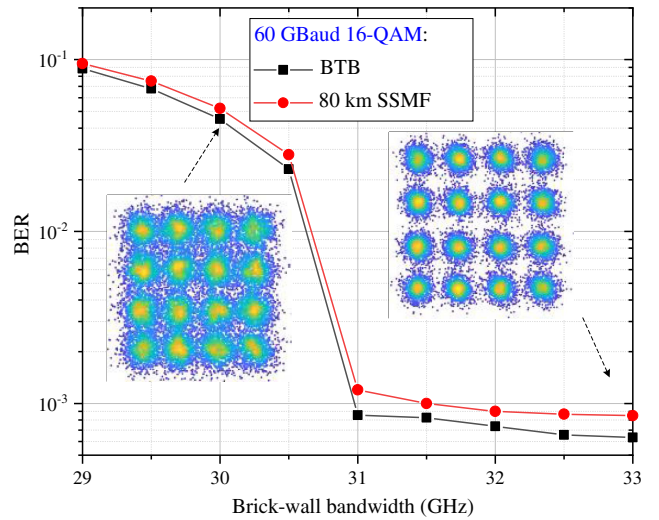 60 GBaud 16-QAM:
BTB
80 km SSMF
BER
10⁻¹
10⁻²
10⁻³
29 30 31 32 33
Brick-wall bandwidth (GHz)